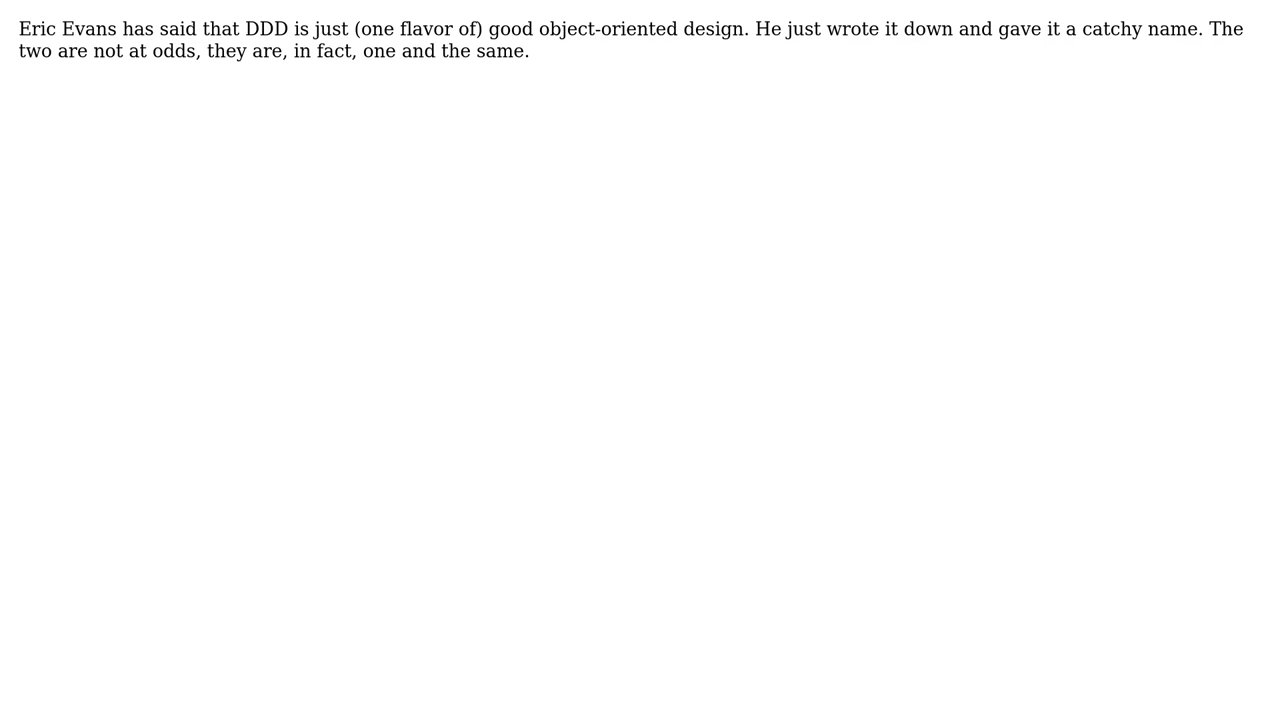 Eric Evans has said that DDD is just (one flavor of) good object-oriented design. He just wrote it down and gave it a catchy name. The
two are not at odds, they are, in fact, one and the same.